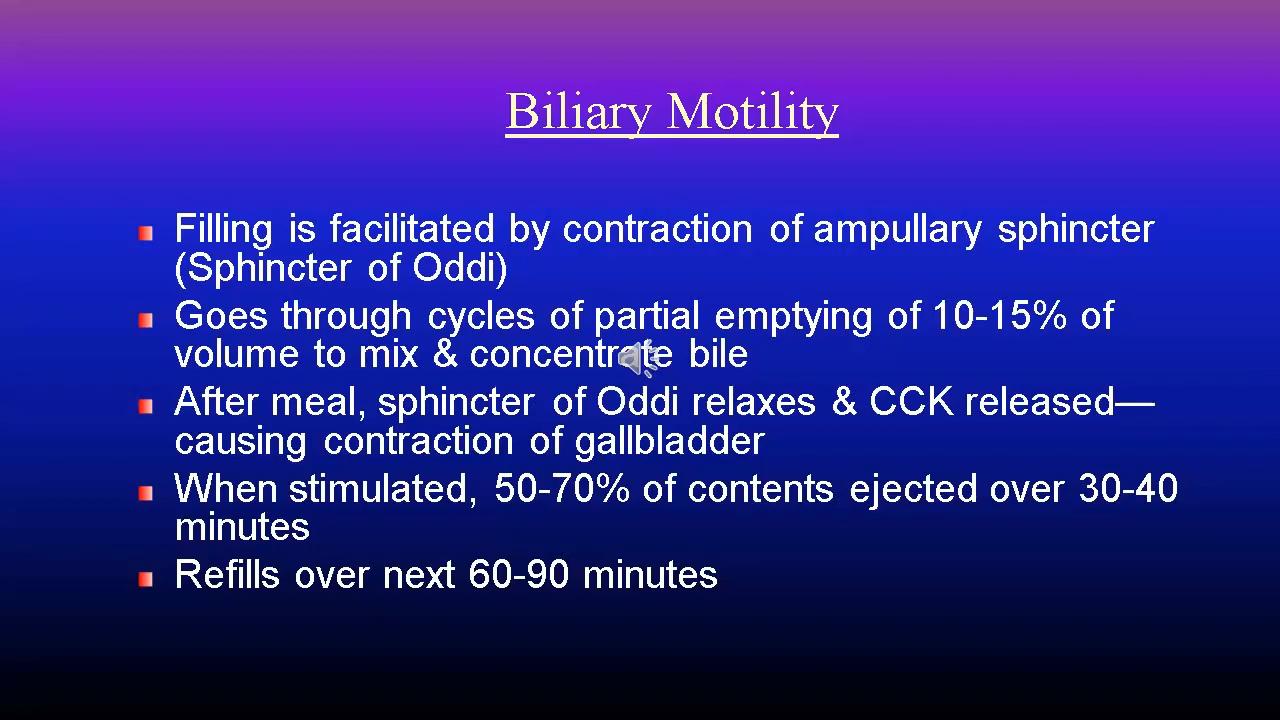 Biliary Motility
Filling is facilitated by contraction of ampullary sphincter
(Sphincter of Oddi)
Goes through cycles of partial emptying of 10-15% of
volume to mix & concentrate bile
After meal, sphincter of Oddi relaxes & CCK released—
causing contraction of gallbladder
When stimulated, 50-70% of contents ejected over 30-40
minutes
Refills over next 60-90 minutes